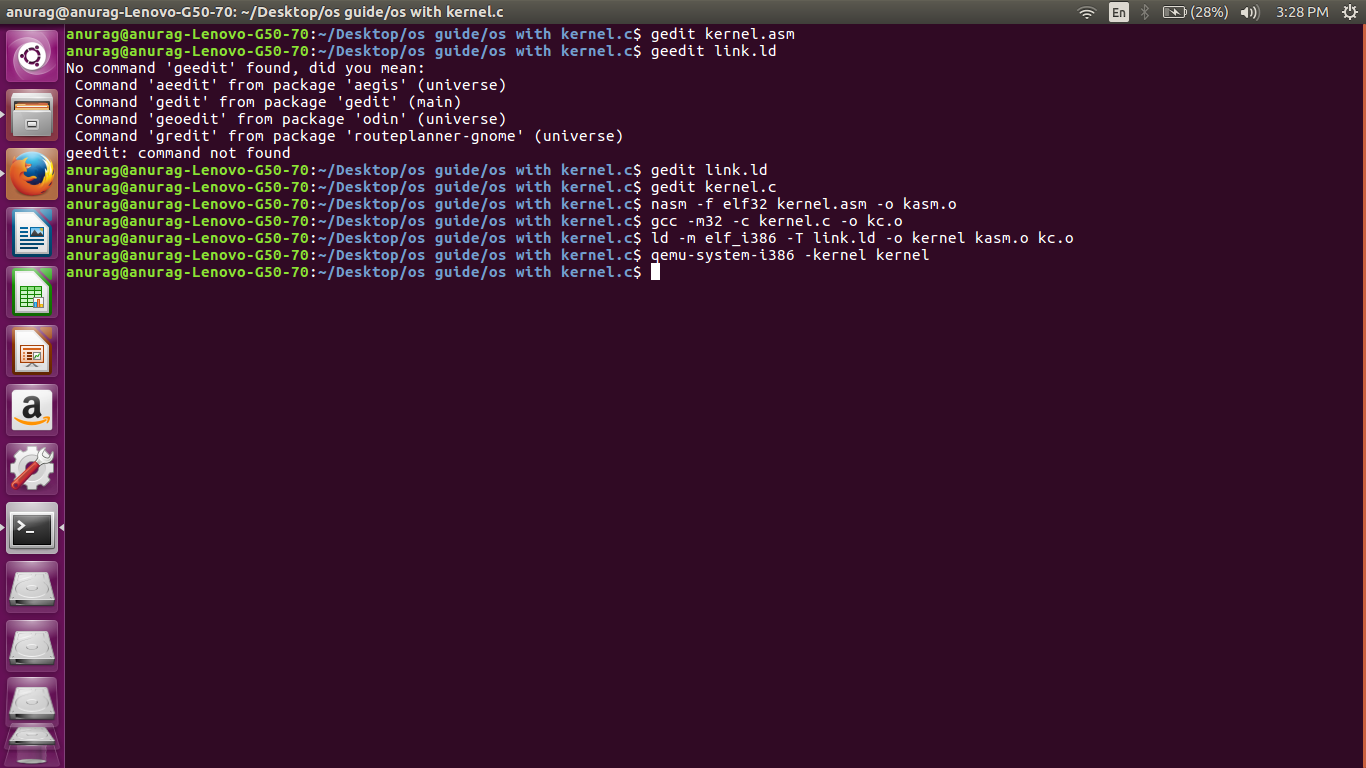 anurag@anurag-Lenovo-G50-70: ~/Desktop/os guide/os with kernel.c
En
(28%)
3:28 PM
anurag@anurag-Lenovo-G50-70:~/Desktop/os guide/os with kernel.c$ gedit kernel.asm
anurag@anurag-Lenovo-G50-70:~/Desktop/os guide/os with kernel.c$ geedit link.ld
No command 'geedit' found, did you mean:
 Command 'aeedit' from package 'aegis' (universe)
 Command 'gedit' from package 'gedit' (main)
 Command 'geoedit' from package 'odin' (universe)
 Command 'gredit' from package 'routeplanner-gnome' (universe)
geedit: command not found
anurag@anurag-Lenovo-G50-70:~/Desktop/os guide/os with kernel.c$ gedit link.ld
anurag@anurag-Lenovo-G50-70:~/Desktop/os guide/os with kernel.c$ gedit kernel.c
anurag@anurag-Lenovo-G50-70:~/Desktop/os guide/os with kernel.c$ nasm -f elf32 kernel.asm -o kasm.o
anurag@anurag-Lenovo-G50-70:~/Desktop/os guide/os with kernel.c$ gcc -m32 -c kernel.c -o kc.o
anurag@anurag-Lenovo-G50-70:~/Desktop/os guide/os with kernel.c$ ld -m elf_i386 -T link.ld -o kernel kasm.o kc.o
anurag@anurag-Lenovo-G50-70:~/Desktop/os guide/os with kernel.c$ qemu-system-i386 -kernel kernel
anurag@anurag-Lenovo-G50-70:~/Desktop/os guide/os with kernel.c$
a
>_